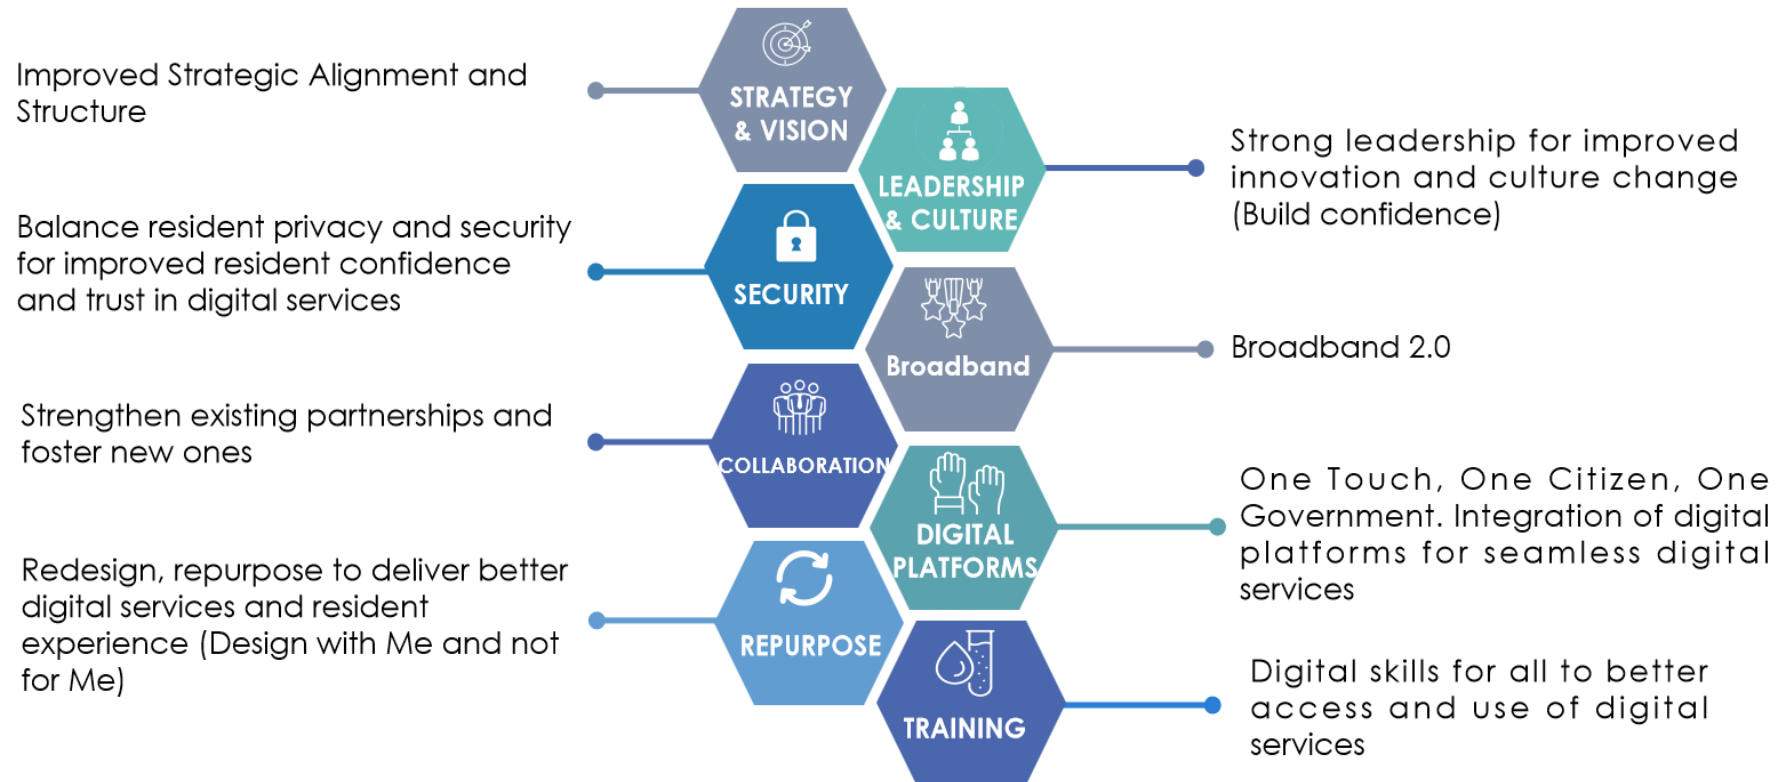 Improved Strategic Alignment and
Structure
STRATEGY
& VISION
LEADERSHIP
& CULTURE
Strong leadership for improved
innovation and culture change
(Build confidence)
Balance resident privacy and security
for improved resident confidence
and trust in digital services
SECURITY
Broadband
Broadband 2.0
Strengthen existing partnerships and
foster new ones
COLLABORATION
DIGITAL
PLATFORMS
One Touch, One Citizen, One
Government. Integration of digital
platforms for seamless digital
services
Redesign, repurpose to deliver better
digital services and resident
experience (Design with Me and not
for Me)
REPURPOSE
TRAINING
Digital skills for all to better
access and use of digital
services